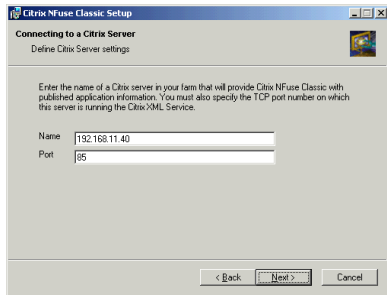 Citrix NFuse Classic Setup
Connecting to a Citrix Server
Define Citrix Server settings
Enter the name of a Citrix server in your farm that will provide Citrix NFuse Classic with
published application information. You must also specify the TCP port number on which
this server is running the Citrix XML Service.
Name 192.168.11.40
Port 85
< Back Next > Cancel